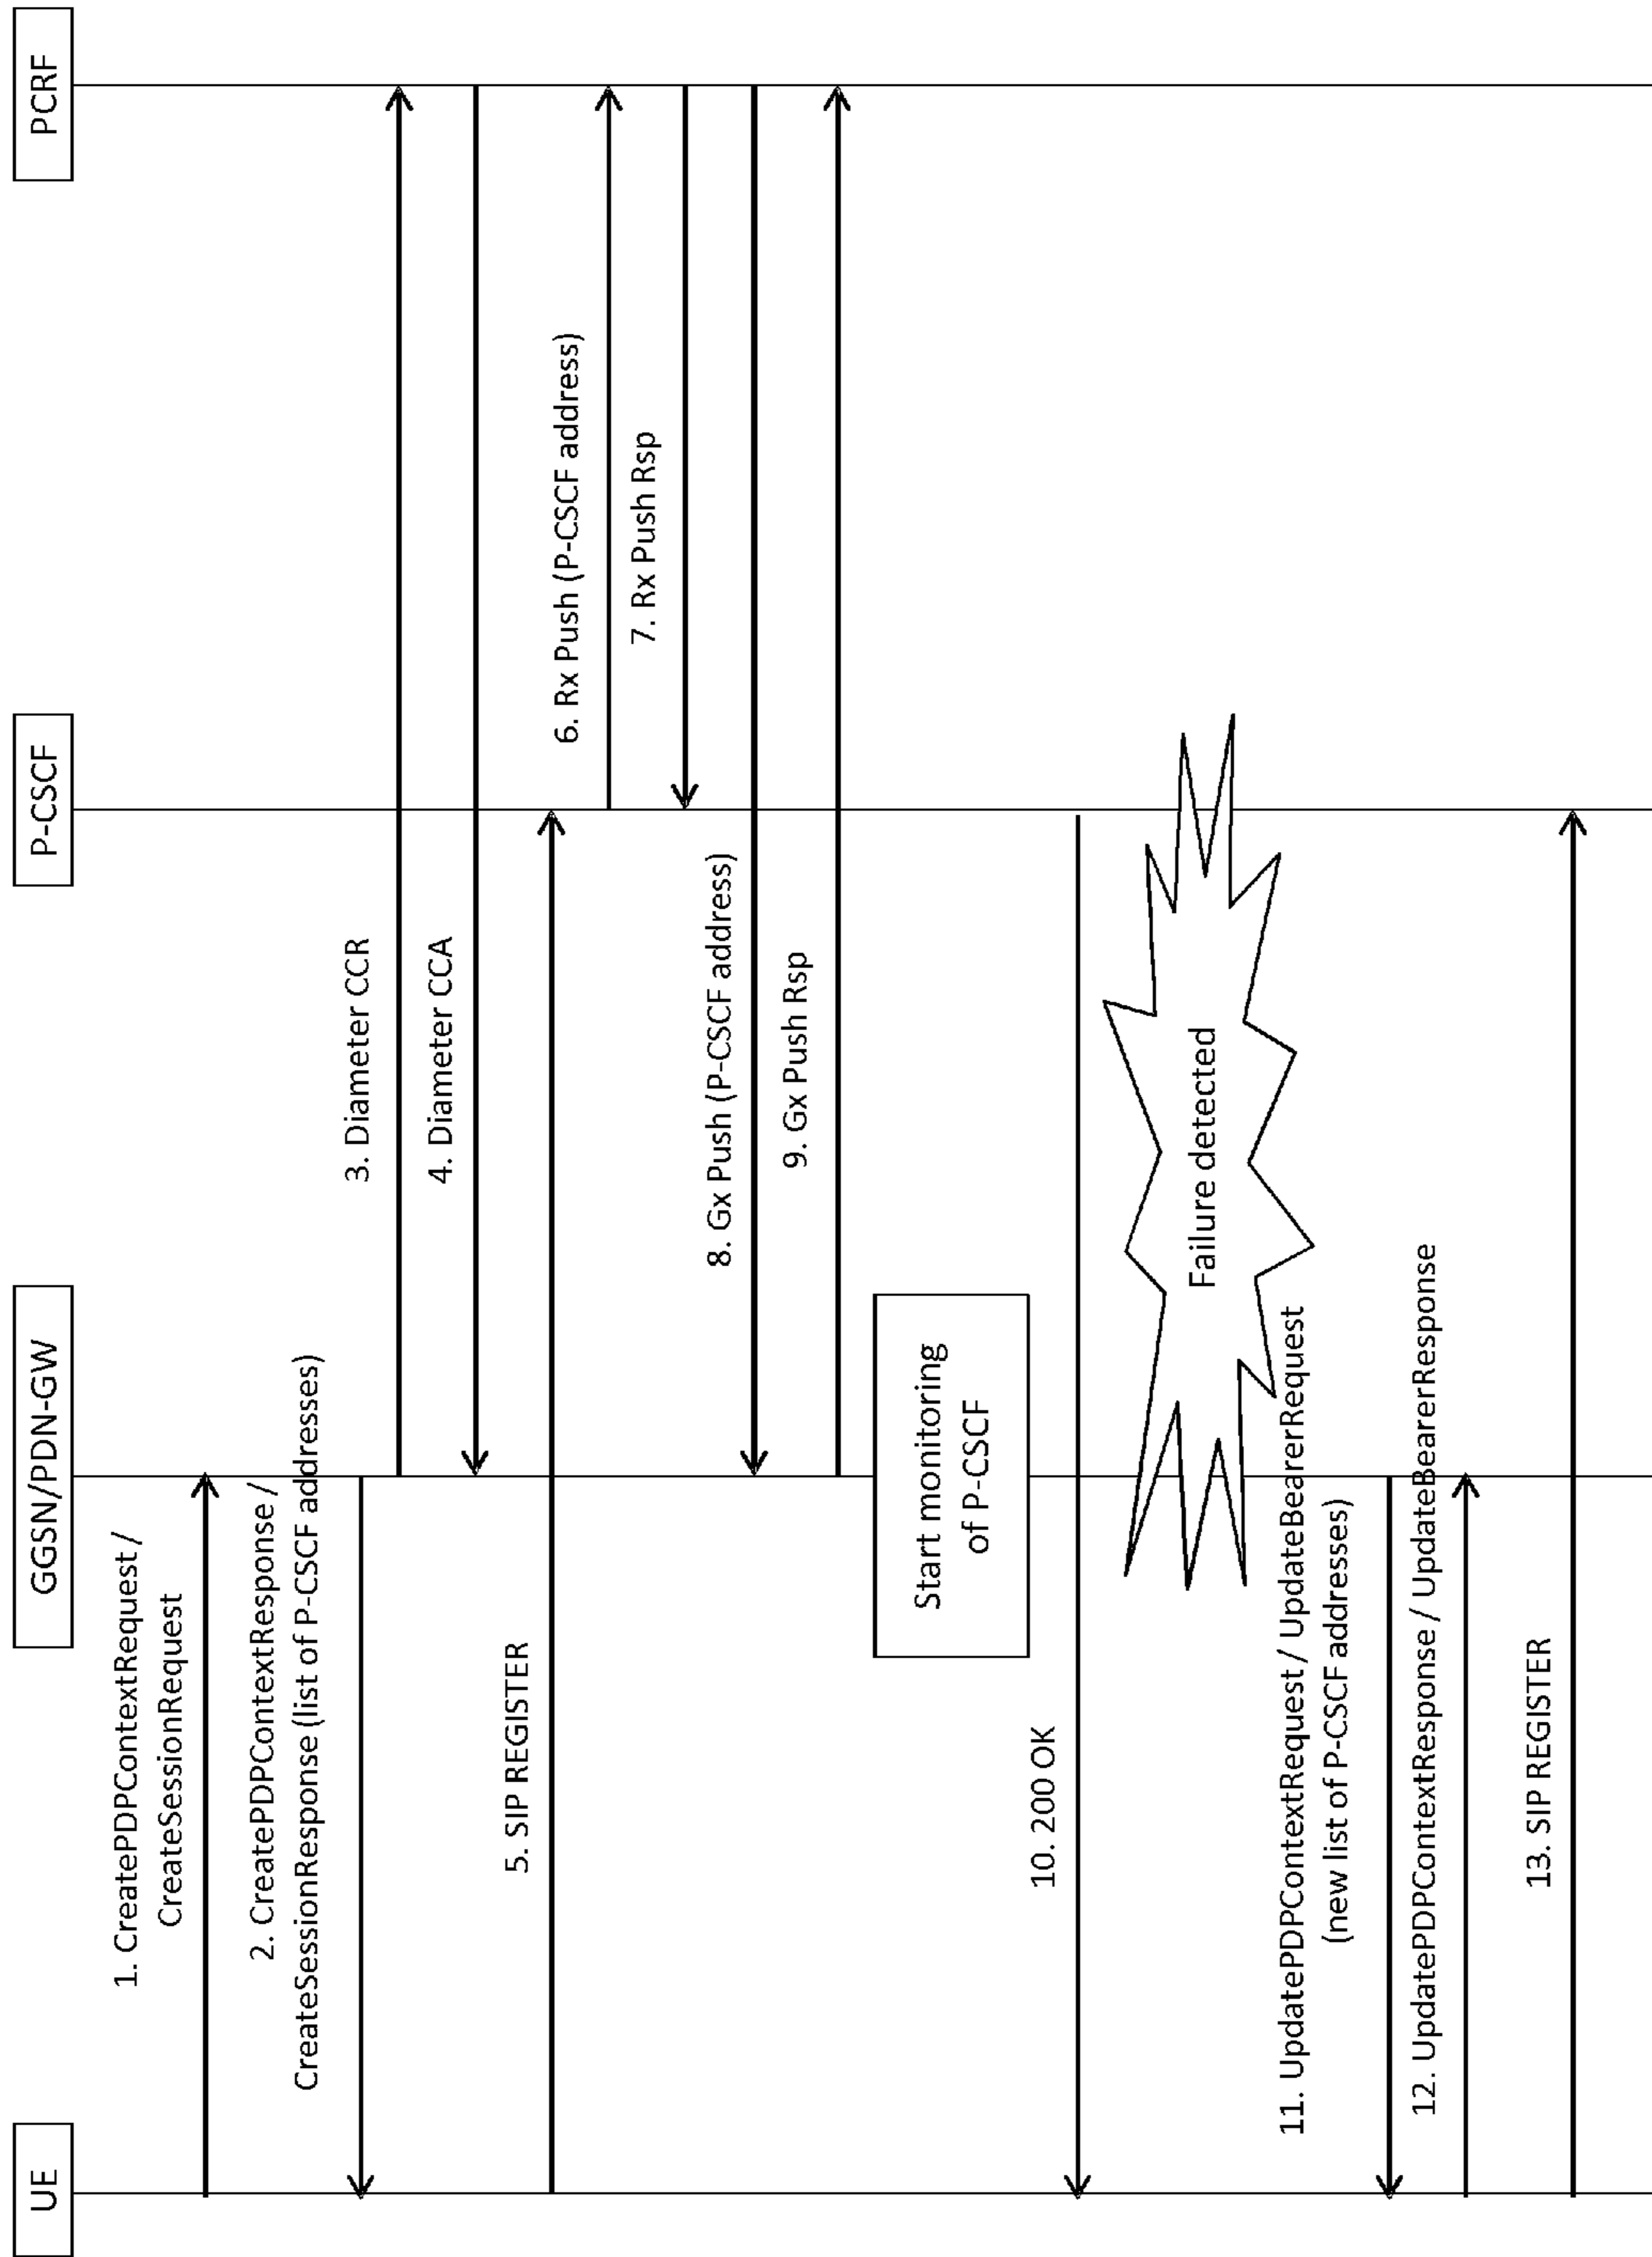 UE
GGSN/PDN-GW
P-CSCF
PCRF
1. CreatePDPContextRequest /
CreateSessionRequest
2. CreatePDPContextResponse /
CreateSessionResponse (list of P-CSCF addresses)
3. Diameter CCR
4. Diameter CCA
5. SIP REGISTER
6. Rx Push (P-CSCF address)
7. Rx Push Rsp
8. Gx Push (P-CSCF address)
9. Gx Push Rsp
Start monitoring
of P-CSCF
10. 200 OK
Failure detected
11. UpdatePDPContextRequest / UpdateBearerRequest
(new list of P-CSCF addresses)
12. UpdatePDPContextResponse / UpdateBearerResponse
13. SIP REGISTER